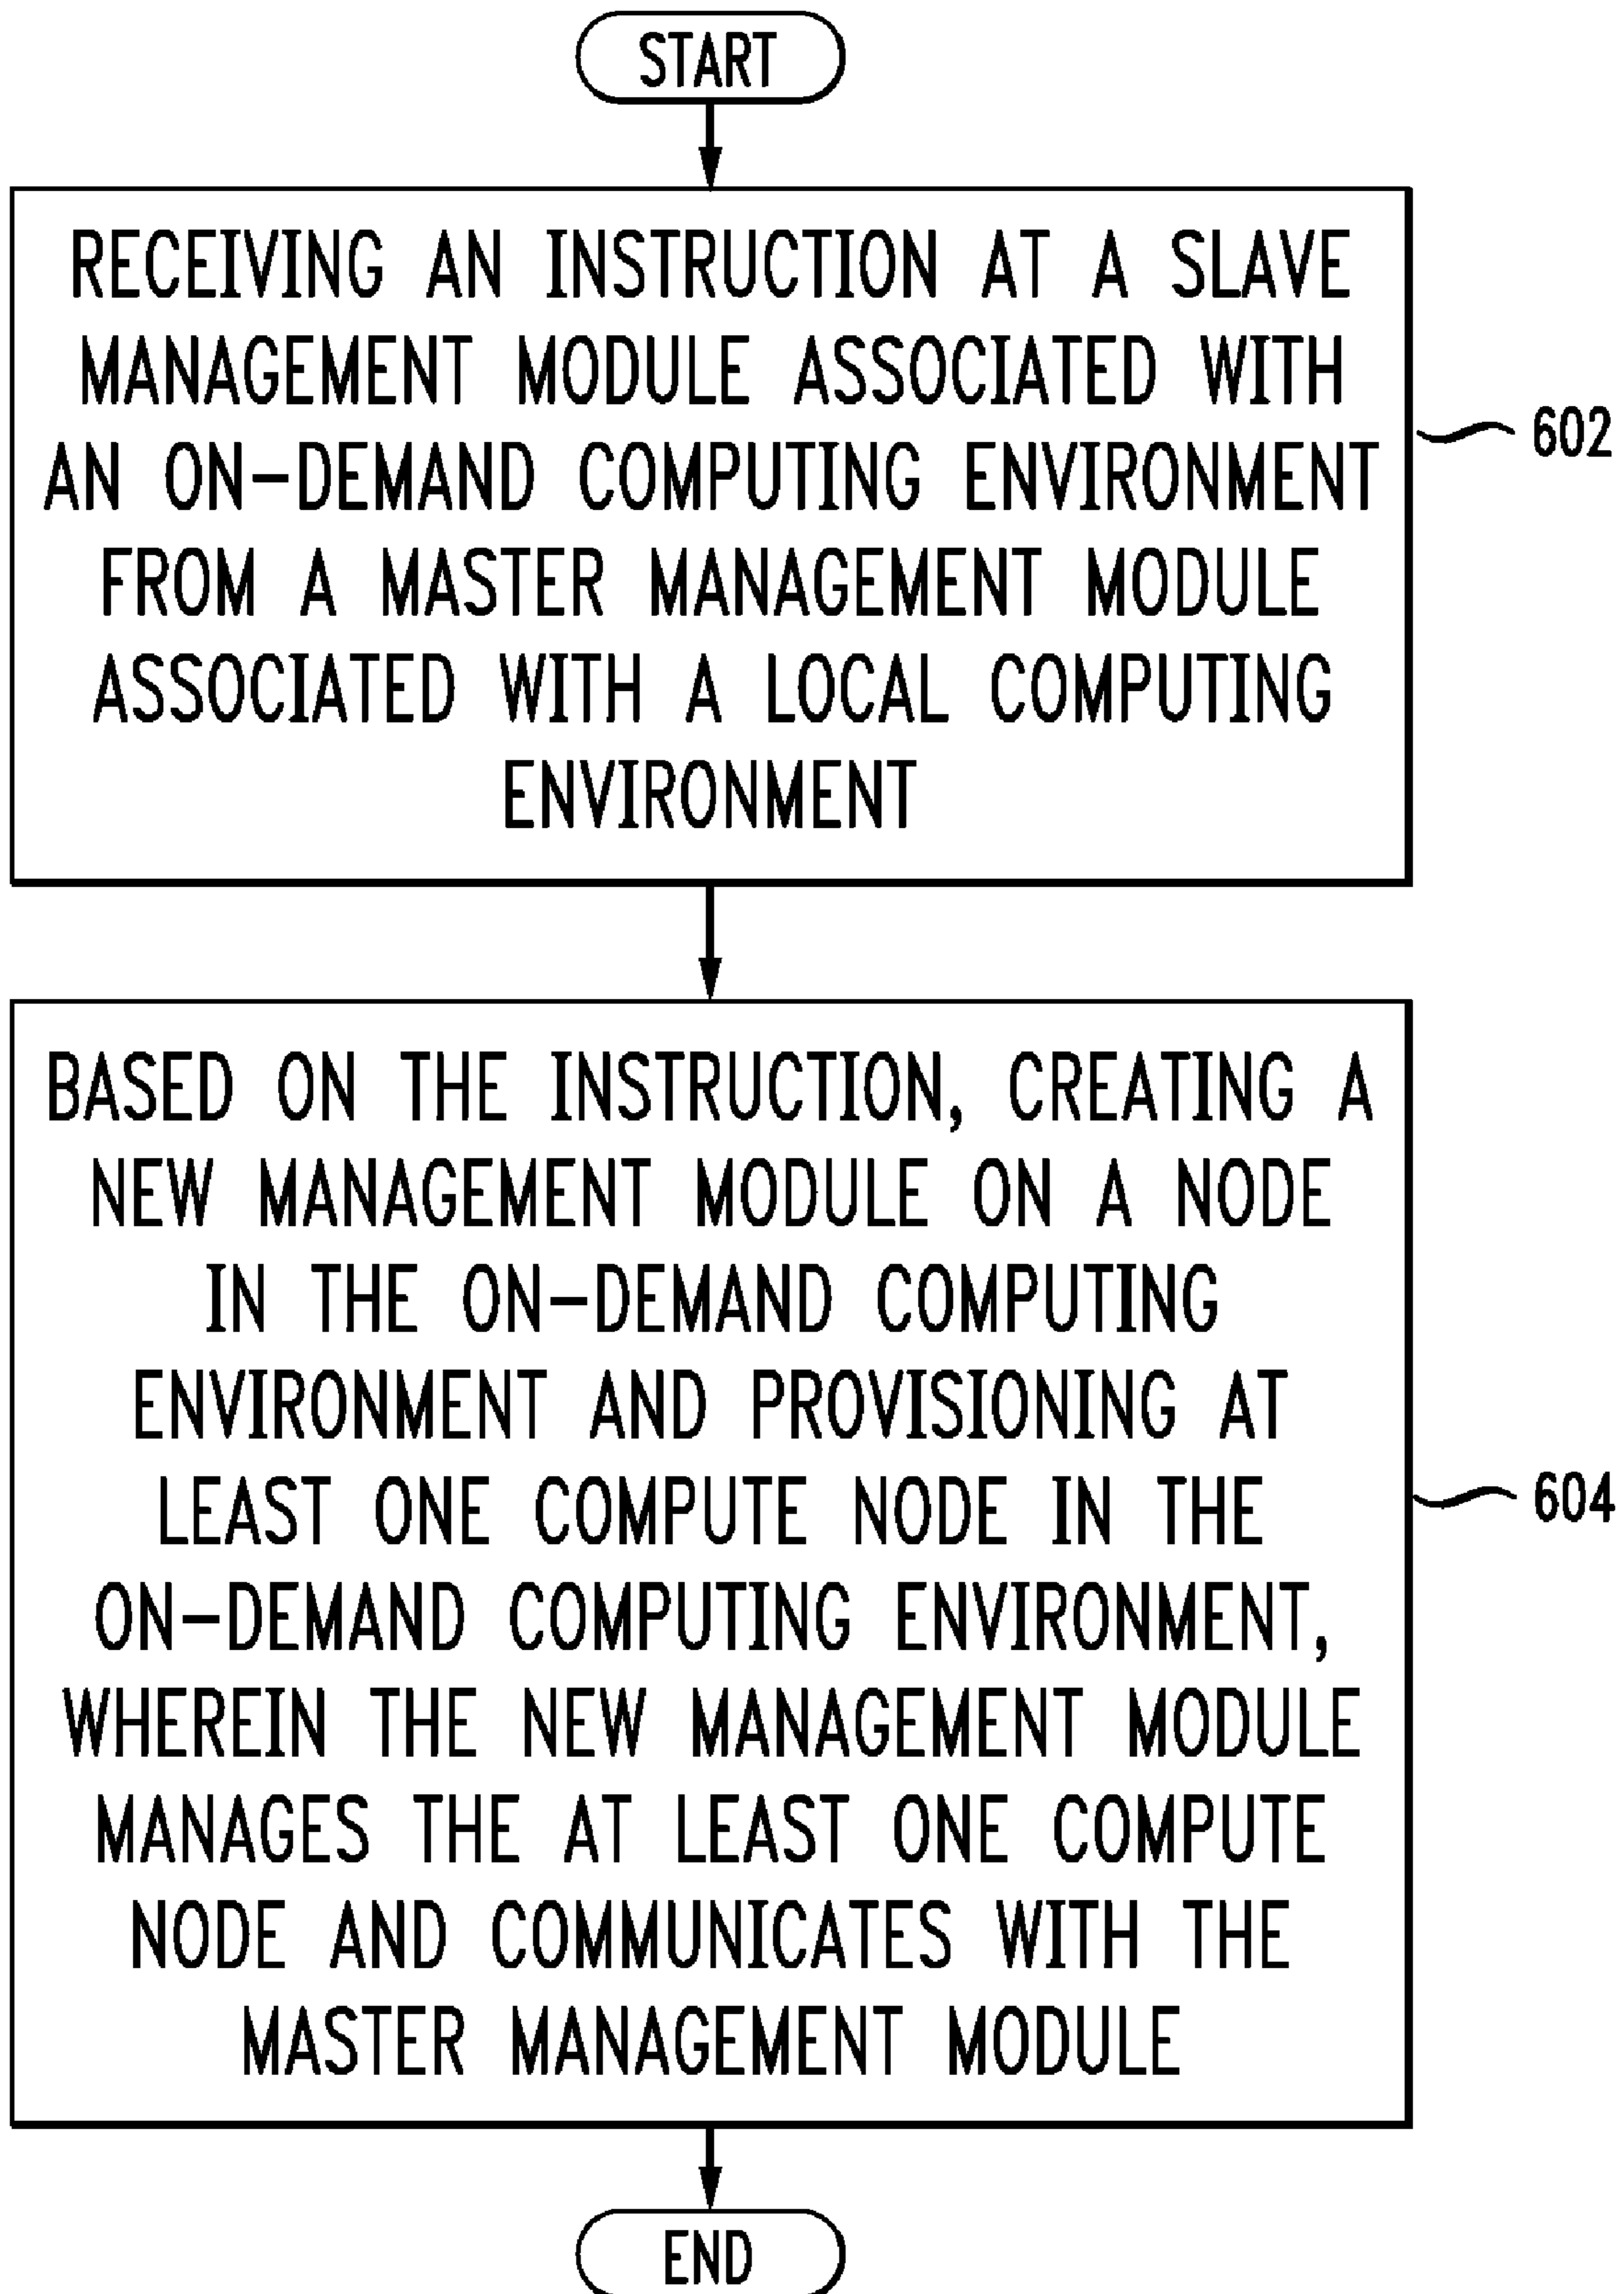 START
RECEIVING AN INSTRUCTION AT A SLAVE
MANAGEMENT MODULE ASSOCIATED WITH
AN ON-DEMAND COMPUTING ENVIRONMENT
FROM A MASTER MANAGEMENT MODULE
ASSOCIATED WITH A LOCAL COMPUTING
ENVIRONMENT
602
BASED ON THE INSTRUCTION, CREATING A
NEW MANAGEMENT MODULE ON A NODE
IN THE ON-DEMAND COMPUTING
ENVIRONMENT AND PROVISIONING AT
LEAST ONE COMPUTE NODE IN THE
ON-DEMAND COMPUTING ENVIRONMENT,
WHEREIN THE NEW MANAGEMENT MODULE
MANAGES THE AT LEAST ONE COMPUTE
NODE AND COMMUNICATES WITH THE
MASTER MANAGEMENT MODULE
604
END